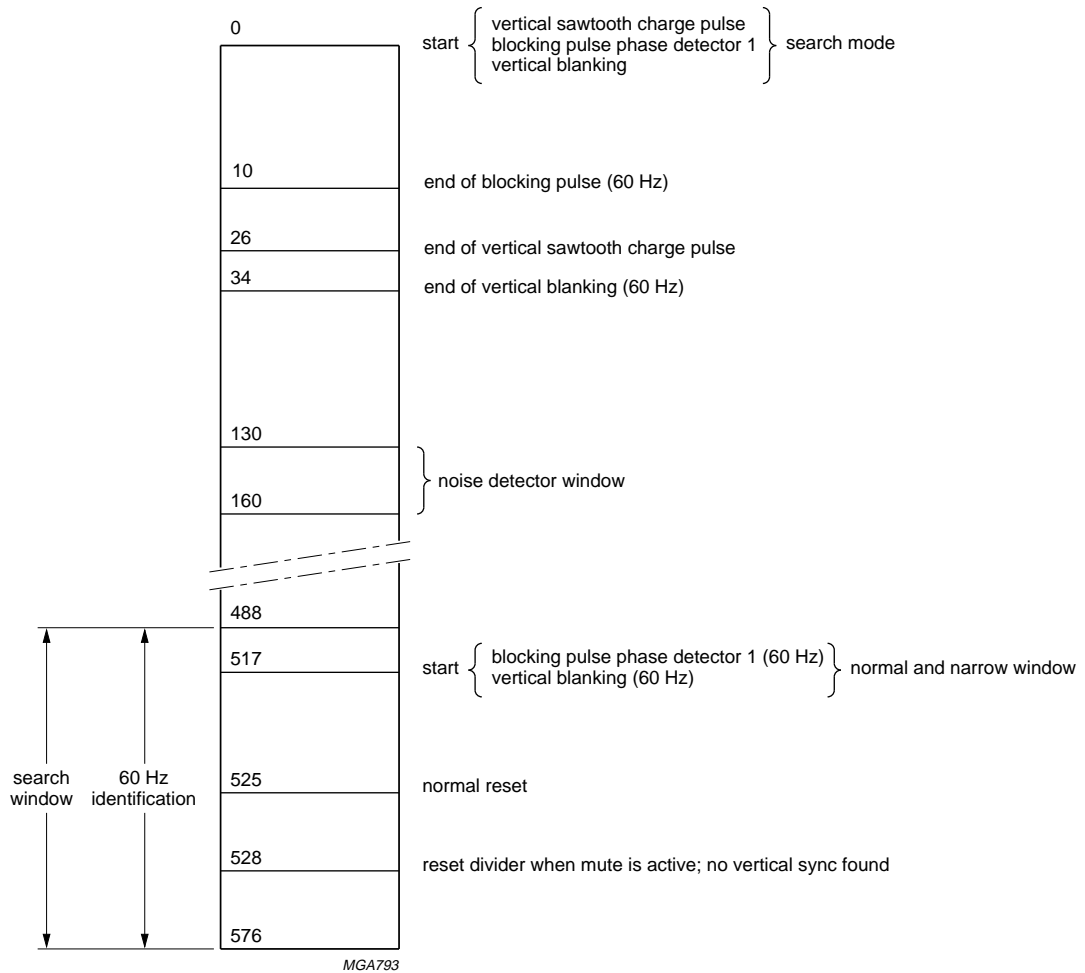 0
start { vertical sawtooth charge pulse
blocking pulse phase detector 1
vertical blanking } search mode
10
end of blocking pulse (60 Hz)
26
end of vertical sawtooth charge pulse
34
end of vertical blanking (60 Hz)
130
noise detector window
160
488
517
start { blocking pulse phase detector 1 (60 Hz)
vertical blanking (60 Hz) } normal and narrow window
search
window
60 Hz
identification
525
normal reset
528
reset divider when mute is active; no vertical sync found
576
MGA793